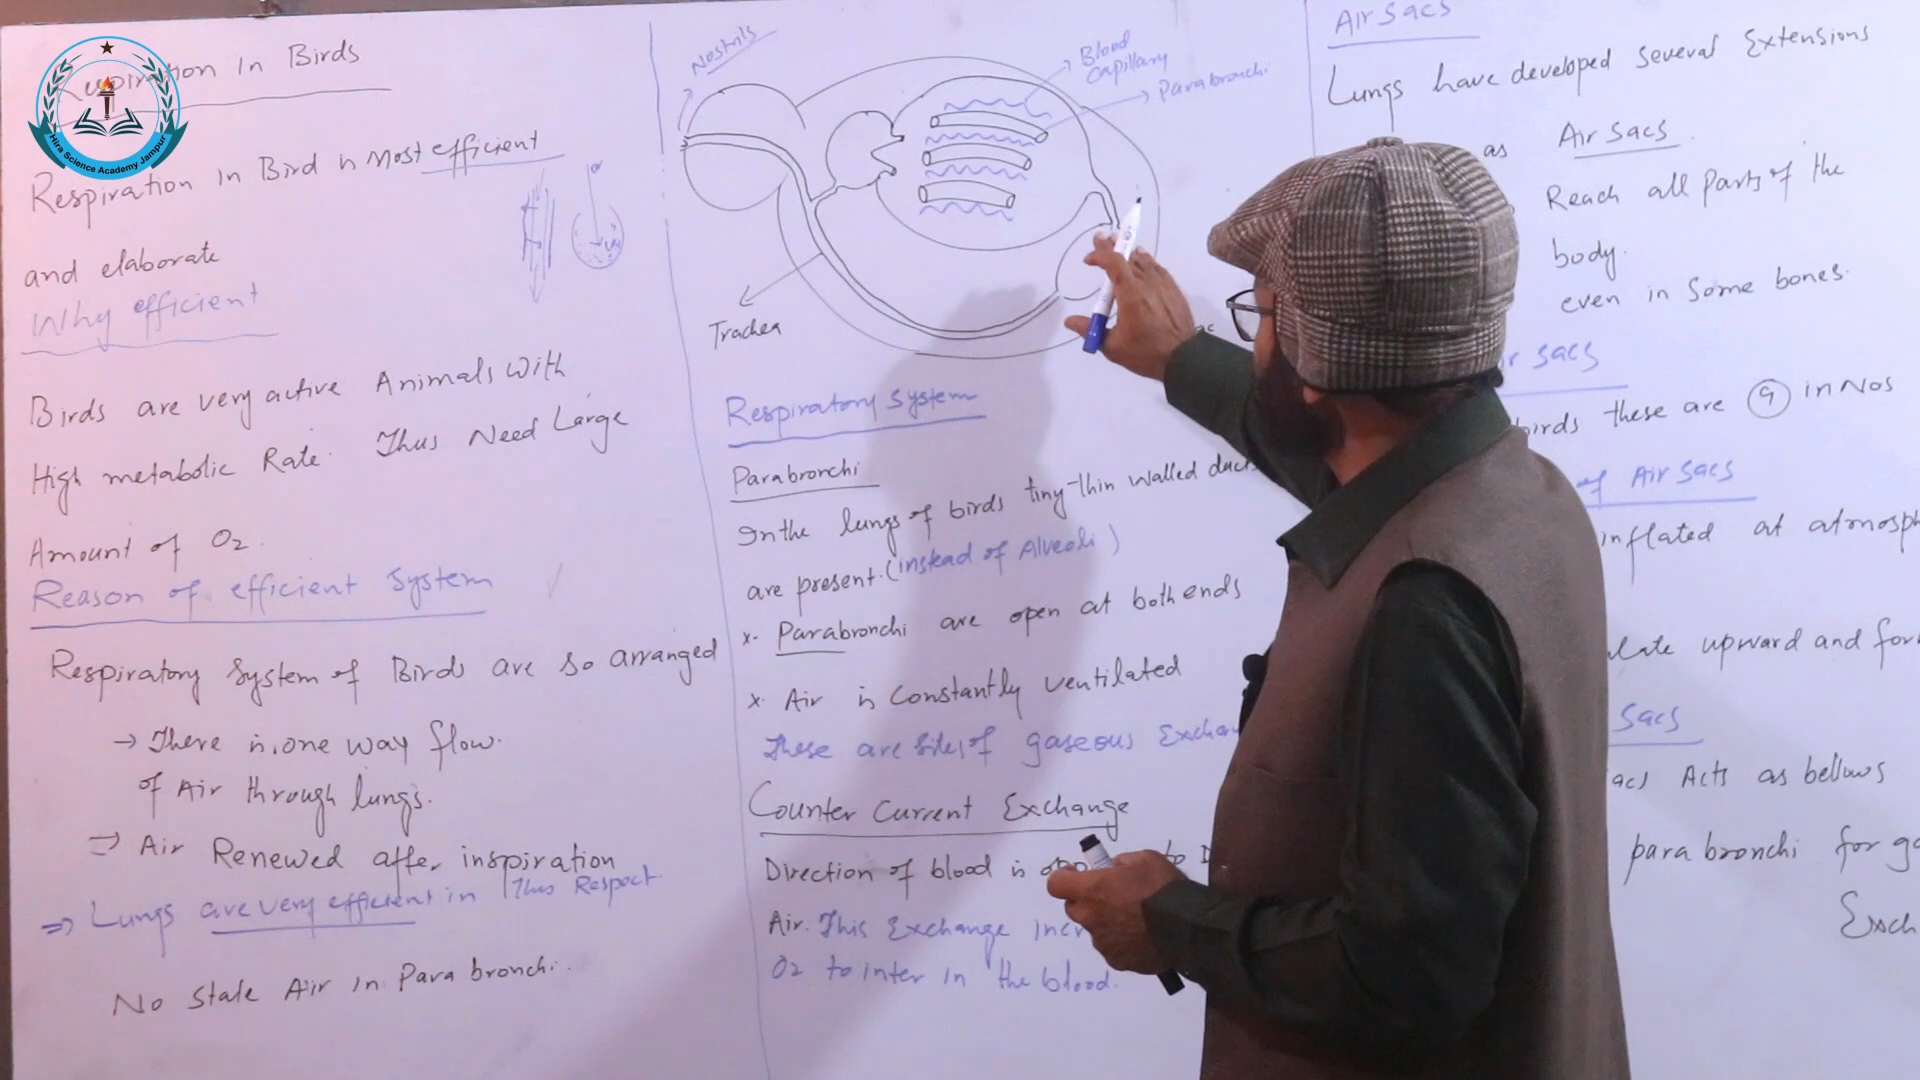 Hira Science Academy Jampur
Respiration in Birds
Respiration in Bird is Most efficient
and elaborate
Why efficient
Birds are very active Animals with
High metabolic Rate. Thus Need Large
Amount of O2.
Reason of efficient System
Respiratory System of Birds are so arranged
→ There is one way flow.
of Air through lungs.
⇒ Air Renewed after inspiration
⇒ Lungs are very efficient in This Respect.
No Stale Air in Para bronchi.
Nostrils
Blood
Capillary
Parabronchi
Trachea
Respiratory System
Parabronchi
In the lungs of birds tiny-thin walled ducts
are present. (instead of Alveoli)
x. Parabronchi are open at both ends
x. Air is Constantly ventilated
These are sites of gaseous Exchan
Counter Current Exchange
Direction of blood is opp to D
Air. This Exchange incr
O2 to inter in the blood.
Air Sacs
Lungs have developed several Extensions
as Air Sacs.
Reach all parts of the
body.
even in Some bones.
ir Sacs
birds these are 9 in Nos
of Air Sacs
inflated at atmosph
late upward and for
Sacs
acs Acts as bellows
para bronchi for ga
Exch